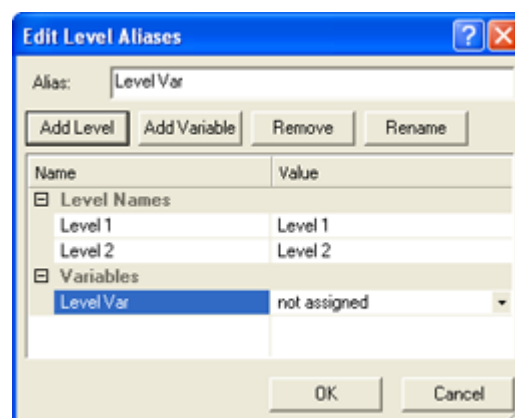 Edit Level Aliases
Alias: Level Var
Add Level Add Variable Remove Rename
Name Value
Level Names
Level 1 Level 1
Level 2 Level 2
Variables
Level Var not assigned
OK Cancel